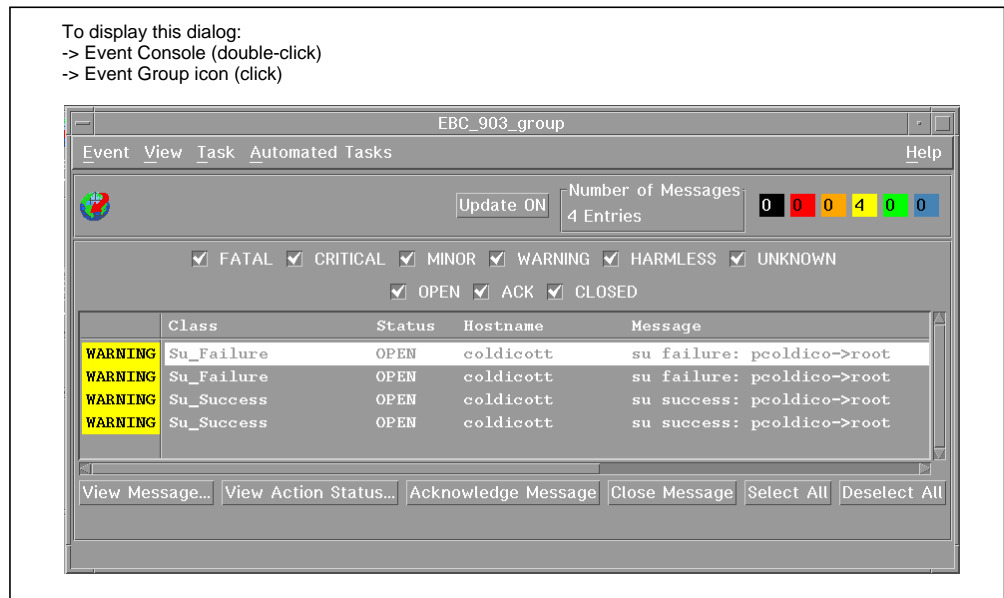 To display this dialog:
-> Event Console (double-click)
-> Event Group icon (click)
EBC_903_group
Event View Task Automated Tasks Help
Update ON
Number of Messages
4 Entries
0 0 0 4 0 0
FATAL CRITICAL MINOR WARNING HARMLESS UNKNOWN
OPEN ACK CLOSED
Class Status Hostname Message
WARNING Su_Failure OPEN coldicott su failure: pcoldico->root
WARNING Su_Failure OPEN coldicott su failure: pcoldico->root
WARNING Su_Success OPEN coldicott su success: pcoldico->root
WARNING Su_Success OPEN coldicott su success: pcoldico->root
View Message... View Action Status... Acknowledge Message Close Message Select All Deselect All